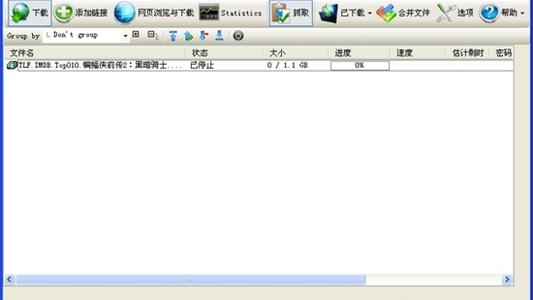 下载 添加链接 网页浏览与下载 Statistics 抓取 已下载 合并文件 选项 帮助
Group by \.Don't group
文件名 状态 大小 进度 速度 估计剩时 密码
TLF.IMDB.Top010.蝙蝠侠前传2：黑暗骑士.... 已停止 0 / 1.1 GB 0%